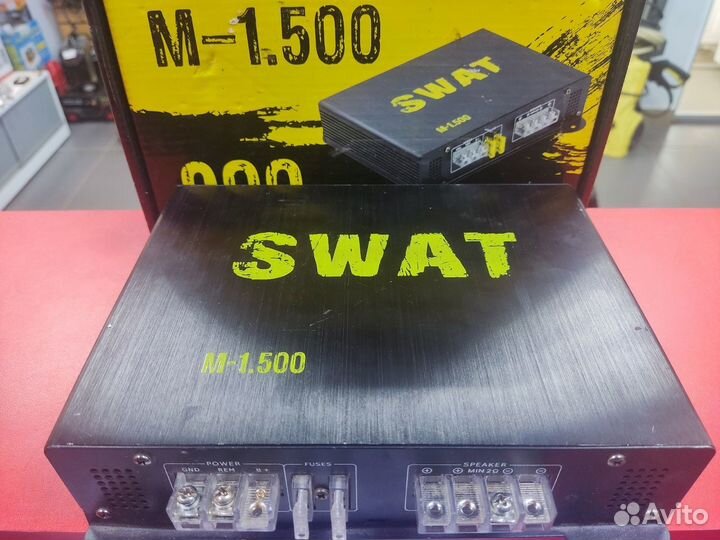 M-1.500
SWAT
M-1.500
SWAT
M-1.500
POWER
GND REM B+
FUSES
SPEAKER
MIN 2Ω
Avito